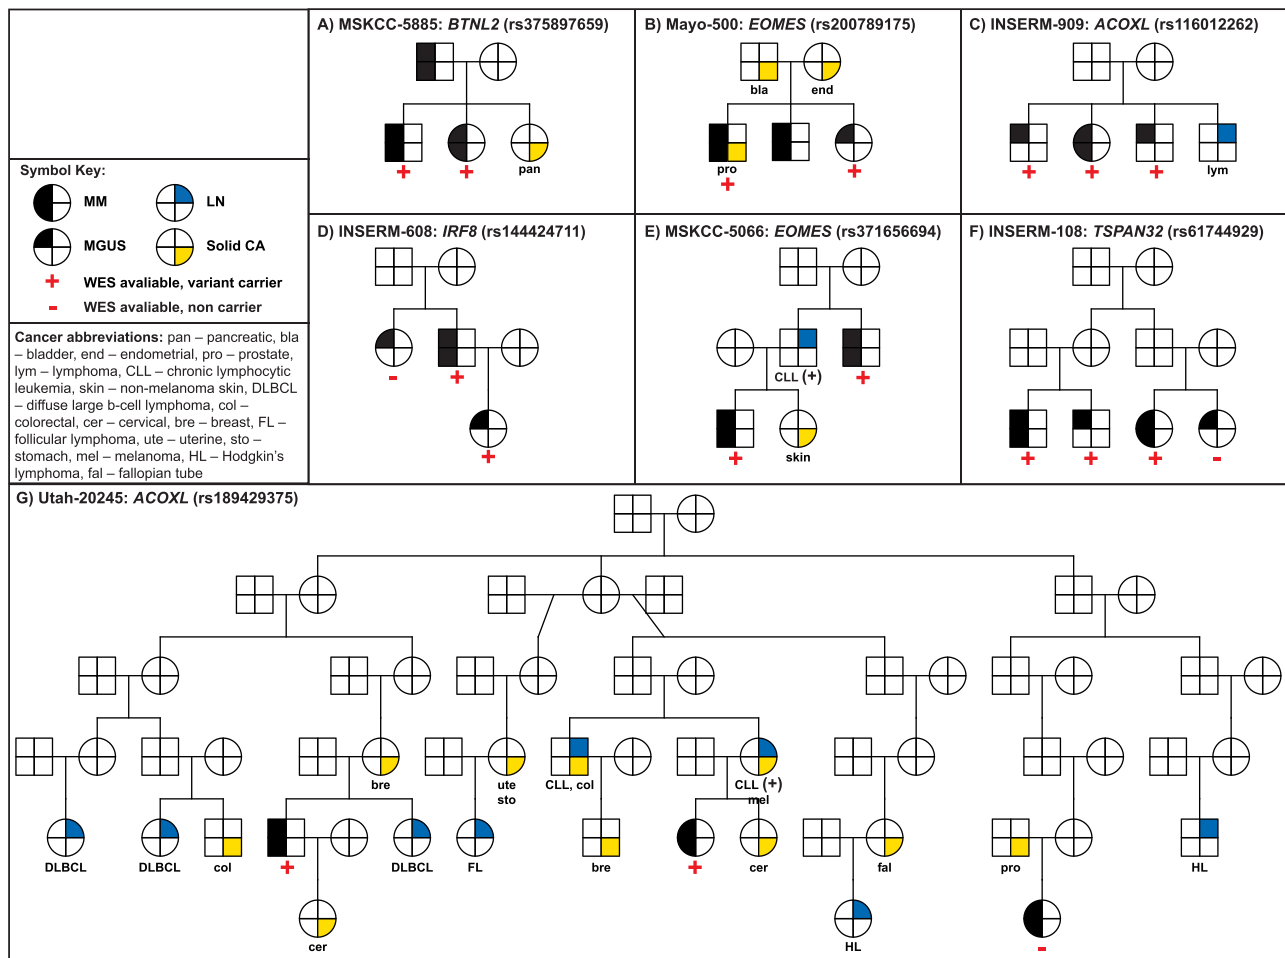 A) MSKCC-5885: BTNL2 (rs375897659)
pan
+
+
B) Mayo-500: EOMES (rs200789175)
bla
end
pro
+
+
C) INSERM-909: ACOXL (rs116012262)
+
+
+
lym
Symbol Key:
MM
LN
MGUS
Solid CA
+ WES avaliable, variant carrier
- WES avaliable, non carrier
Cancer abbreviations: pan – pancreatic, bla
– bladder, end – endometrial, pro – prostate,
lym – lymphoma, CLL – chronic lymphocytic
leukemia, skin – non-melanoma skin, DLBCL
– diffuse large b-cell lymphoma, col –
colorectal, cer – cervical, bre – breast, FL –
follicular lymphoma, ute – uterine, sto –
stomach, mel – melanoma, HL – Hodgkin's
lymphoma, fal – fallopian tube
D) INSERM-608: IRF8 (rs144424711)
-
+
+
E) MSKCC-5066: EOMES (rs371656694)
CLL (+)
+
+
skin
F) INSERM-108: TSPAN32 (rs61744929)
+
+
+
-
G) Utah-20245: ACOXL (rs189429375)
bre
ute
sto
CLL, col
CLL (+)
mel
DLBCL
DLBCL
col
+
DLBCL
FL
bre
+
cer
fal
pro
HL
cer
HL
-